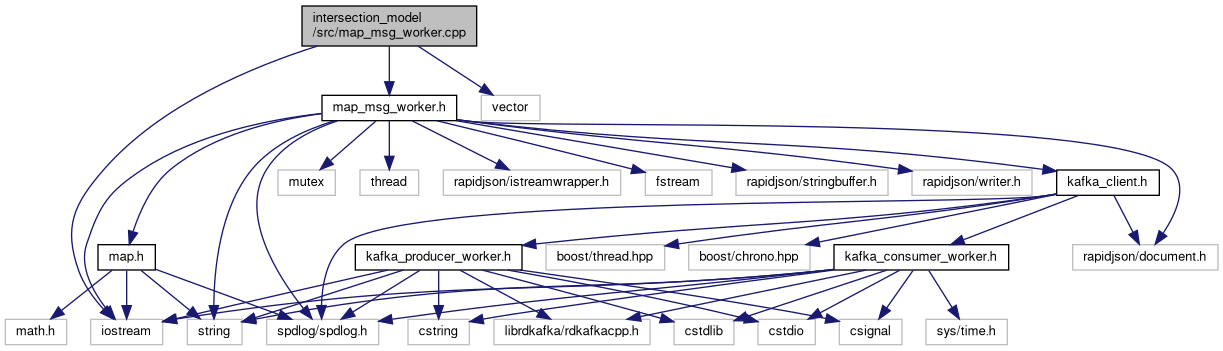 intersection_model
/src/map_msg_worker.cpp
map_msg_worker.h
vector
mutex
thread
rapidjson/istreamwrapper.h
fstream
rapidjson/stringbuffer.h
rapidjson/writer.h
kafka_client.h
map.h
kafka_producer_worker.h
boost/thread.hpp
boost/chrono.hpp
kafka_consumer_worker.h
rapidjson/document.h
math.h
iostream
string
spdlog/spdlog.h
cstring
librdkafka/rdkafkacpp.h
cstdlib
cstdio
csignal
sys/time.h